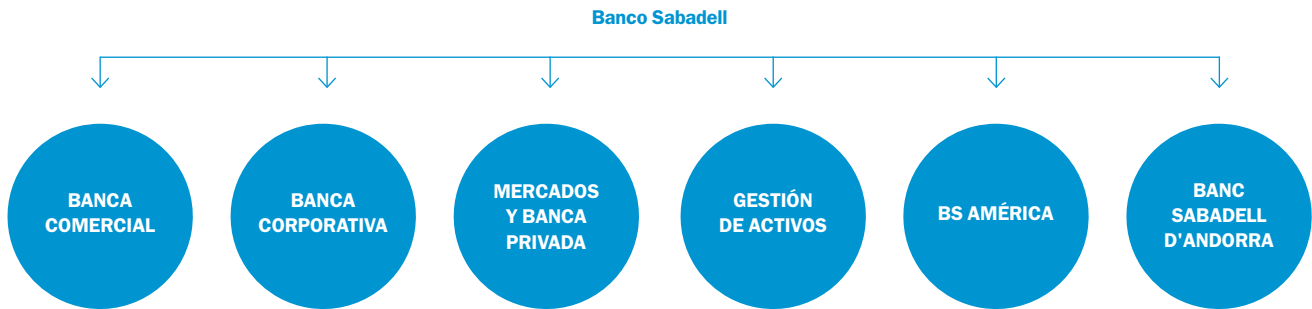 Banco Sabadell
BANCA
COMERCIAL
BANCA
CORPORATIVA
MERCADOS
Y BANCA
PRIVADA
GESTIÓN
DE ACTIVOS
BS AMÉRICA
BANC
SABADELL
D'ANDORRA